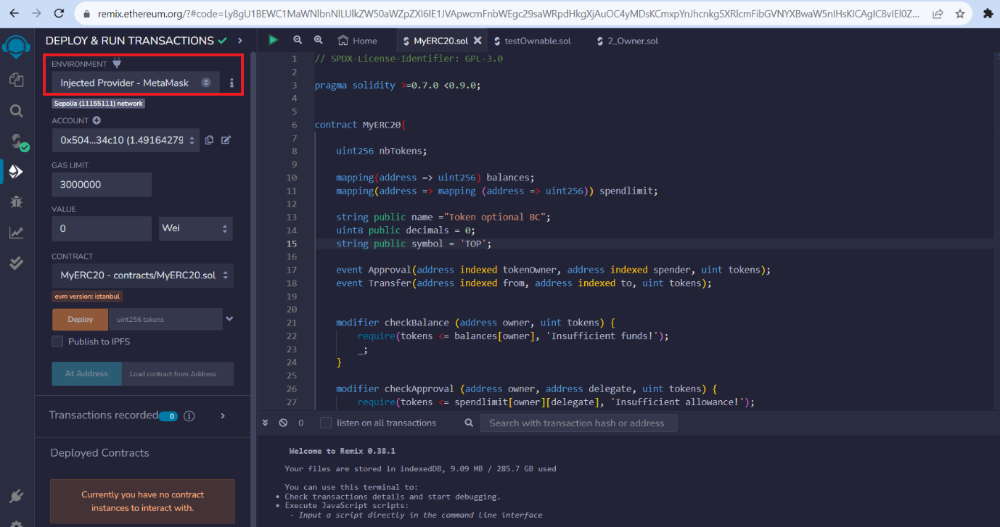 remix.ethereum.org/?#code=Ly8gU1BEWC1MaWNlbnNlLUlkZW50aWZpZXI6IE1JVApwcmFnbWEgc29saWRpdHkgXjAuOC4yMDsKCmxpYnJhcnkgSXRlcmFibGVNYXBwaW5nIHsKICAgIC8vIEl0Z...
DEPLOY & RUN TRANSACTIONS
ENVIRONMENT
Injected Provider - MetaMask
Sepolia (11155111) network
ACCOUNT
0x504...34c10 (1.49164279
GAS LIMIT
3000000
VALUE
0
Wei
CONTRACT
MyERC20 - contracts/MyERC20.sol
evm version: istanbul
Deploy
uint256 tokens
Publish to IPFS
At Address
Load contract from Address
Transactions recorded 0 i
Deployed Contracts
Currently you have no contract
instances to interact with.
Home
MyERC20.sol
testOwnable.sol
2_Owner.sol
1 // SPDX-License-Identifier: GPL-3.0
2
3 pragma solidity >=0.7.0 <0.9.0;
4
5
6 contract MyERC20{
7
8 uint256 nbTokens;
9
10 mapping(address => uint256) balances;
11 mapping(address => mapping (address => uint256)) spendlimit;
12
13 string public name ="Token optional BC";
14 uint8 public decimals = 0;
15 string public symbol = 'TOP';
16
17 event Approval(address indexed tokenOwner, address indexed spender, uint tokens);
18 event Transfer(address indexed from, address indexed to, uint tokens);
19
20
21 modifier checkBalance (address owner, uint tokens) {
22 require(tokens <= balances[owner], 'Insufficient funds!');
23 _;
24 }
25
26 modifier checkApproval (address owner, address delegate, uint tokens) {
27 require(tokens <= spendlimit[owner][delegate], 'Insufficient allowance!');
0
listen on all transactions
Search with transaction hash or address
Welcome to Remix 0.38.1
Your files are stored in indexedDB, 9.09 MB / 285.7 GB used
You can use this terminal to:
• Check transactions details and start debugging.
• Execute JavaScript scripts:
- Input a script directly in the command line interface